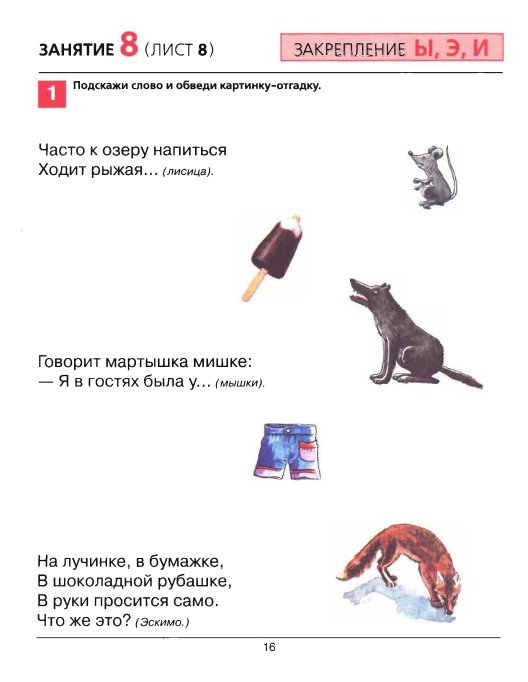 ЗАНЯТИЕ 8 (ЛИСТ 8)
ЗАКРЕПЛЕНИЕ Ы, Э, И
1
Подскажи слово и обведи картинку-отгадку.
Часто к озеру напиться
Ходит рыжая... (лисица).
Говорит мартышка мишке:
— Я в гостях была у... (мышки).
На лучинке, в бумажке,
В шоколадной рубашке,
В руки просится само.
Что же это? (Эскимо.)
16